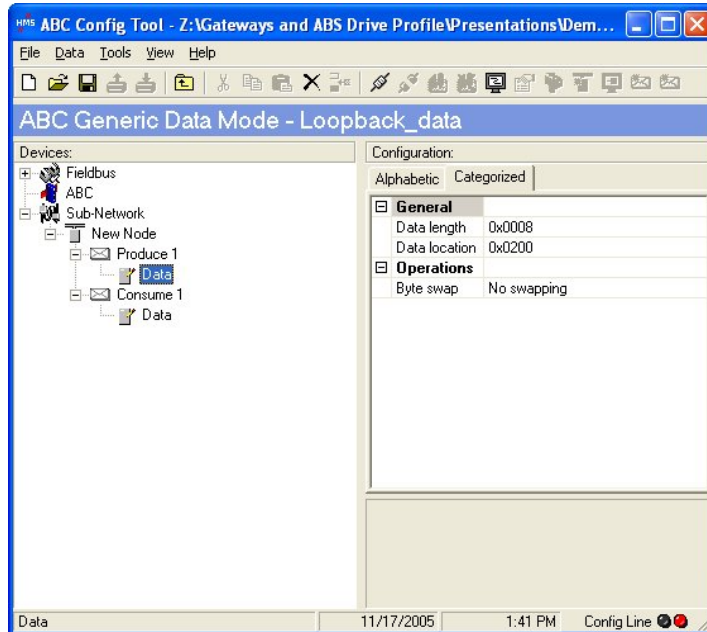 HMS ABC Config Tool - Z:\Gateways and ABS Drive Profile\Presentations\Dem...
File Data Tools View Help
ABC Generic Data Mode - Loopback_data
Devices:
Fieldbus
ABC
Sub-Network
New Node
Produce 1
Data
Consume 1
Data
Configuration:
Alphabetic Categorized
General
Data length 0x0008
Data location 0x0200
Operations
Byte swap No swapping
Data 11/17/2005 1:41 PM Config Line